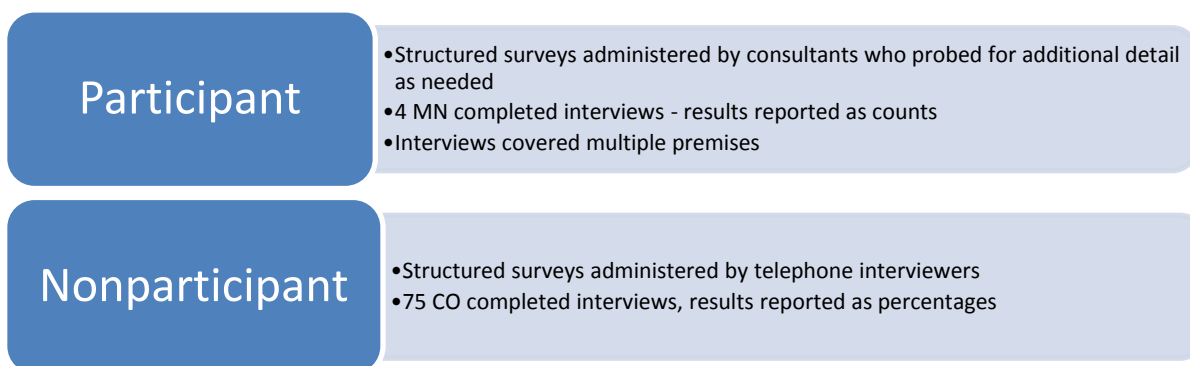 Participant
•Structured surveys administered by consultants who probed for additional detail
as needed
•4 MN completed interviews - results reported as counts
•Interviews covered multiple premises
Nonparticipant
•Structured surveys administered by telephone interviewers
•75 CO completed interviews, results reported as percentages